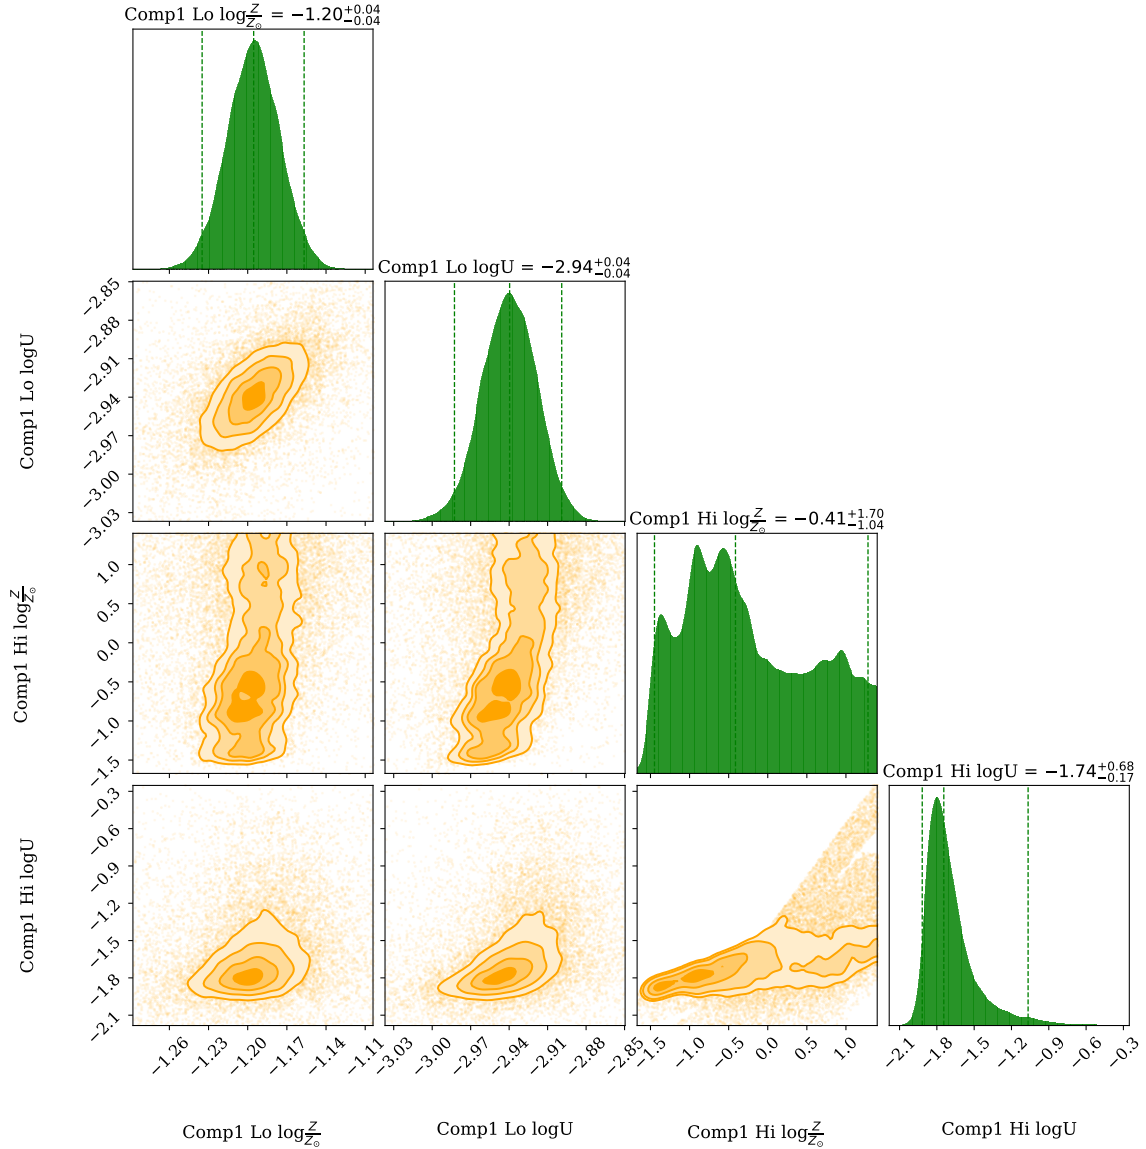 Comp1 Lo log Z/Z⊙ = −1.20 +0.04 −0.04
−2.85
−2.88
−2.91
−2.94
−2.97
−3.00
−3.03
Comp1 Lo logU
Comp1 Lo logU = −2.94 +0.04 −0.04
1.0
0.5
0.0
−0.5
−1.0
−1.5
Comp1 Hi log Z/Z⊙
Comp1 Hi log Z/Z⊙ = −0.41 +1.70 −1.04
−0.3
−0.6
−0.9
−1.2
−1.5
−1.8
−2.1
Comp1 Hi logU
Comp1 Hi logU = −1.74 +0.68 −0.17
−1.26 −1.23 −1.20 −1.17 −1.14 −1.11
−3.03 −3.00 −2.97 −2.94 −2.91 −2.88 −2.85
−1.5 −1.0 −0.5 0.0 0.5 1.0
−2.1 −1.8 −1.5 −1.2 −0.9 −0.6 −0.3
Comp1 Lo log Z/Z⊙
Comp1 Lo logU
Comp1 Hi log Z/Z⊙
Comp1 Hi logU